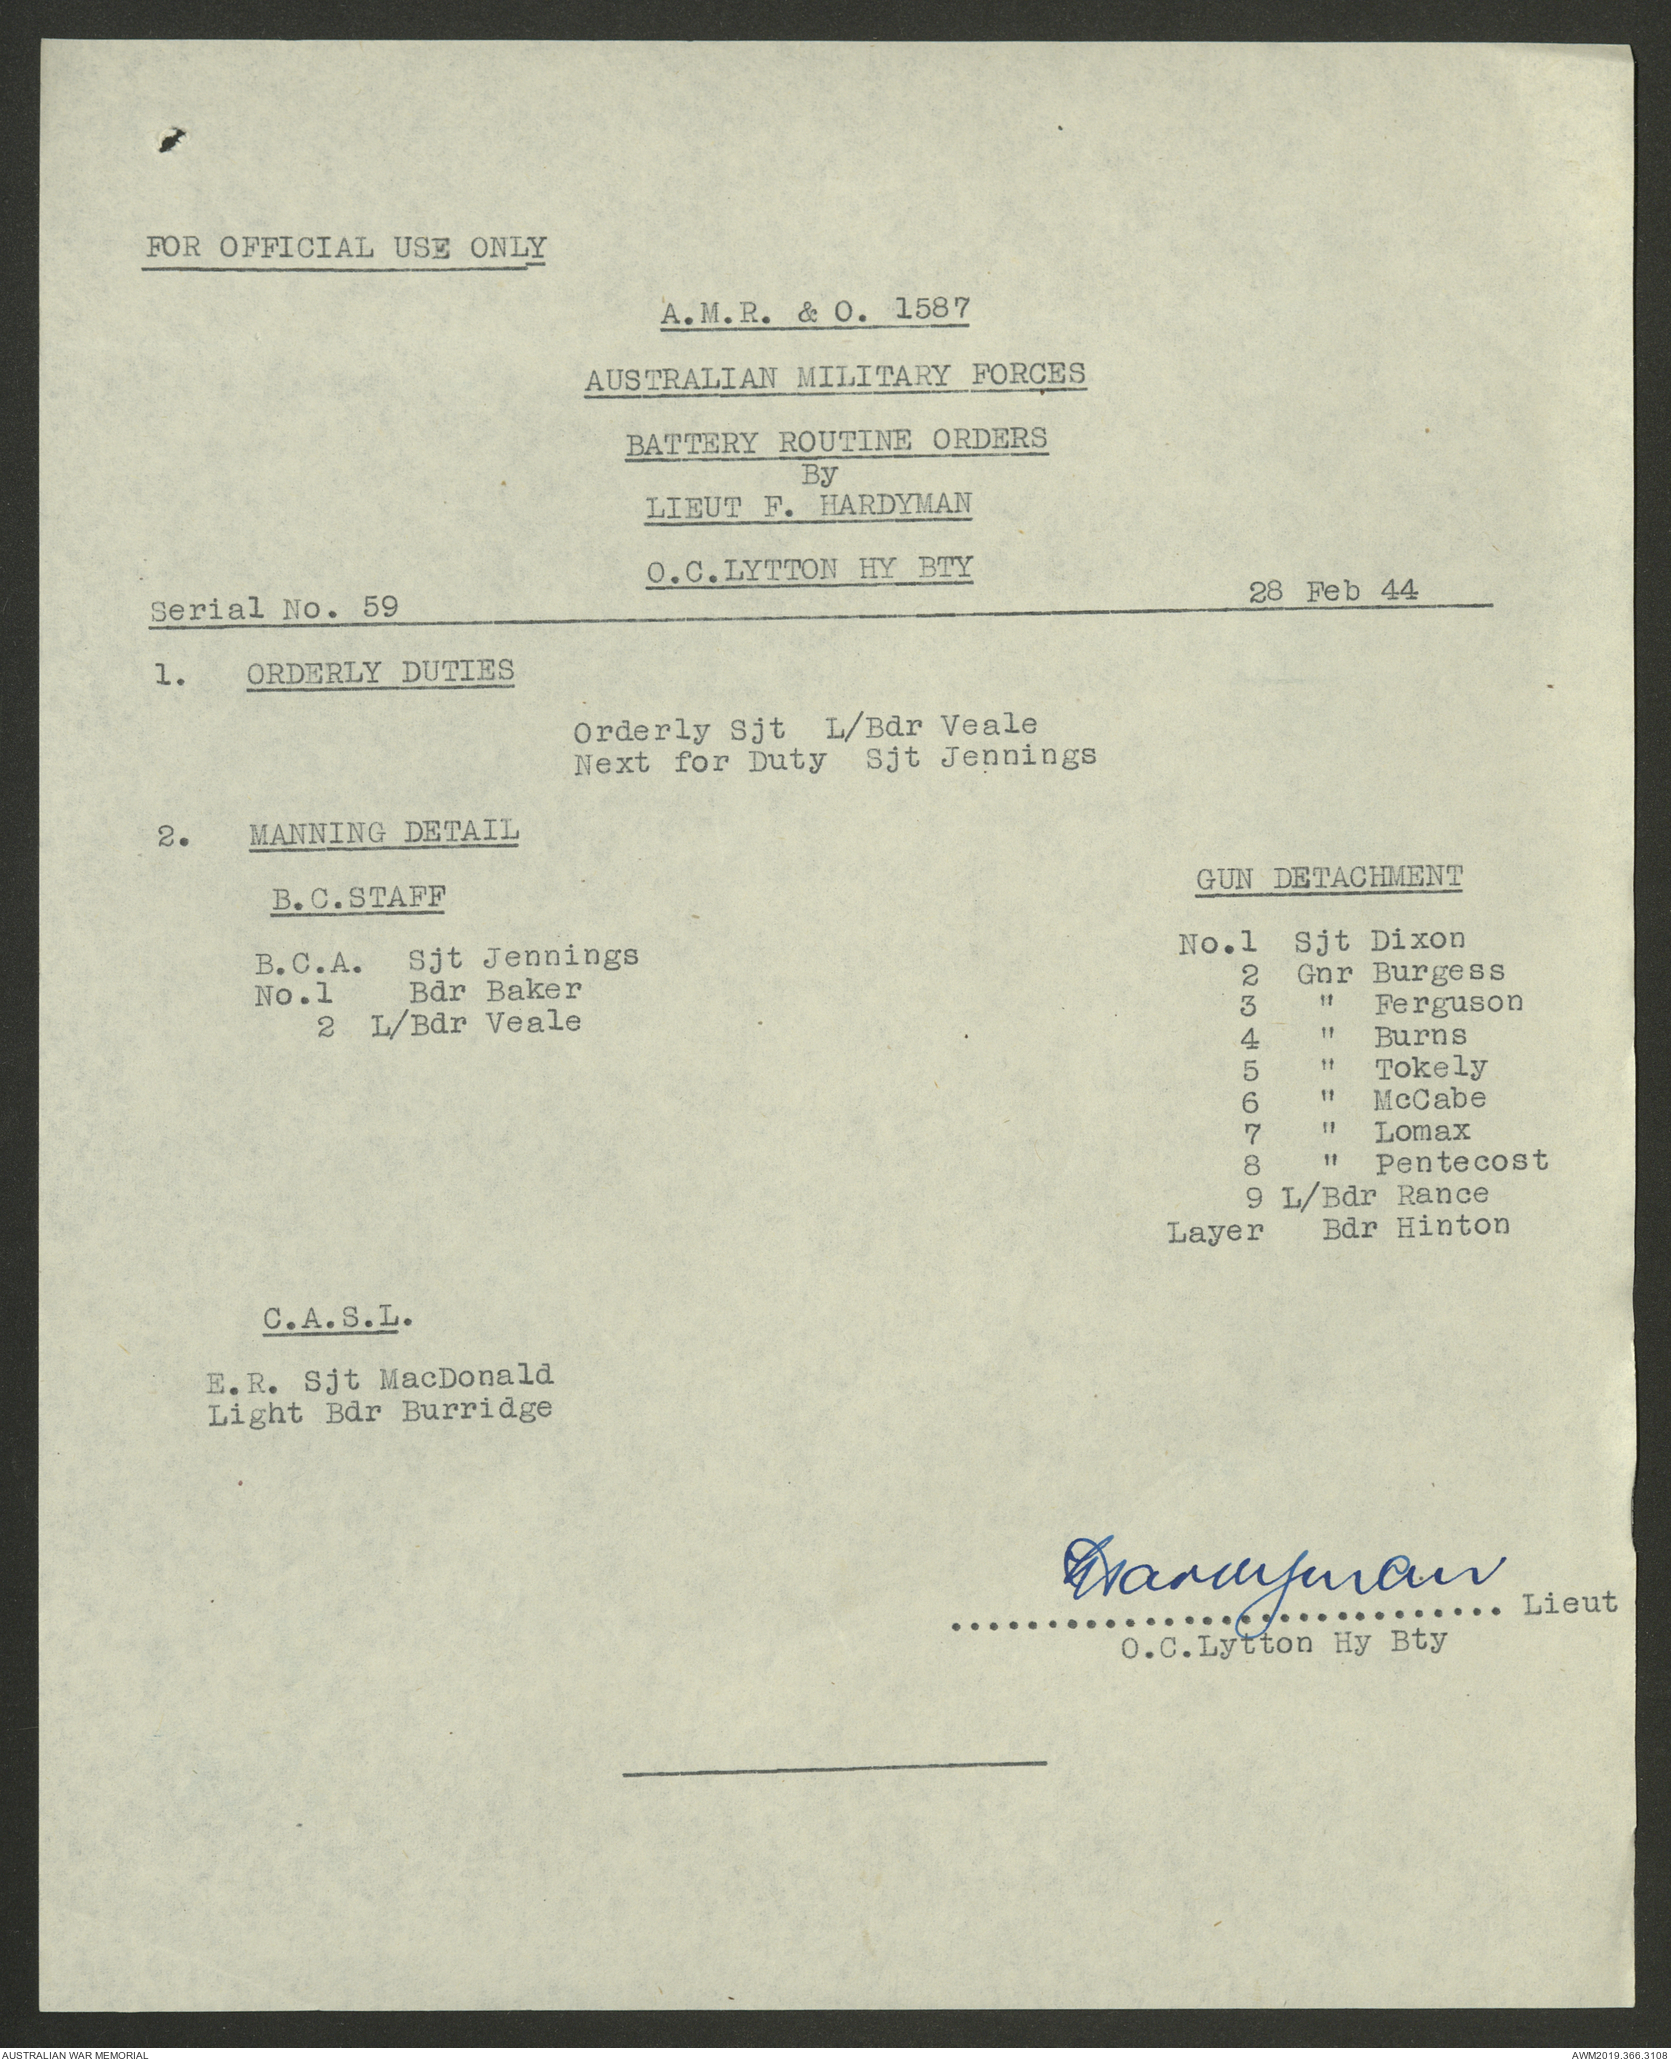 FOR OFFICIAL USE ONLY
A.M.R. & O. 1587
AUSTRALIAN MILITARY FORCES
BATTERY ROUTINE ORDERS
By
LIEUT F. HARDYMAN
O.C.LYTTON HY BTY
28 Feb 44
Serial No. 59
1. ORDERLY DUTIES
Orderly Sjt L/Bdr Veale
Next for Duty Sjt Jennings
2. MANNING DETAIL
B.C.STAFF
B.C.A. Sjt Jennings
No.1 Bdr Baker
2 L/Bdr Veale
GUN DETACHMENT
No.1 Sjt Dixon
2 Gnr Burgess
3 " Ferguson
4 " Burns
5 " Tokely
6 " McCabe
7 " Lomax
8 " Pentecost
9 L/Bdr Rance
Layer Bdr Hinton
C.A.S.L.
E.R. Sjt MacDonald
Light Bdr Burridge
Hardyman
.............................. Lieut
O.C.Lytton Hy Bty
AUSTRALIAN WAR MEMORIAL
AWM2019.366.3108